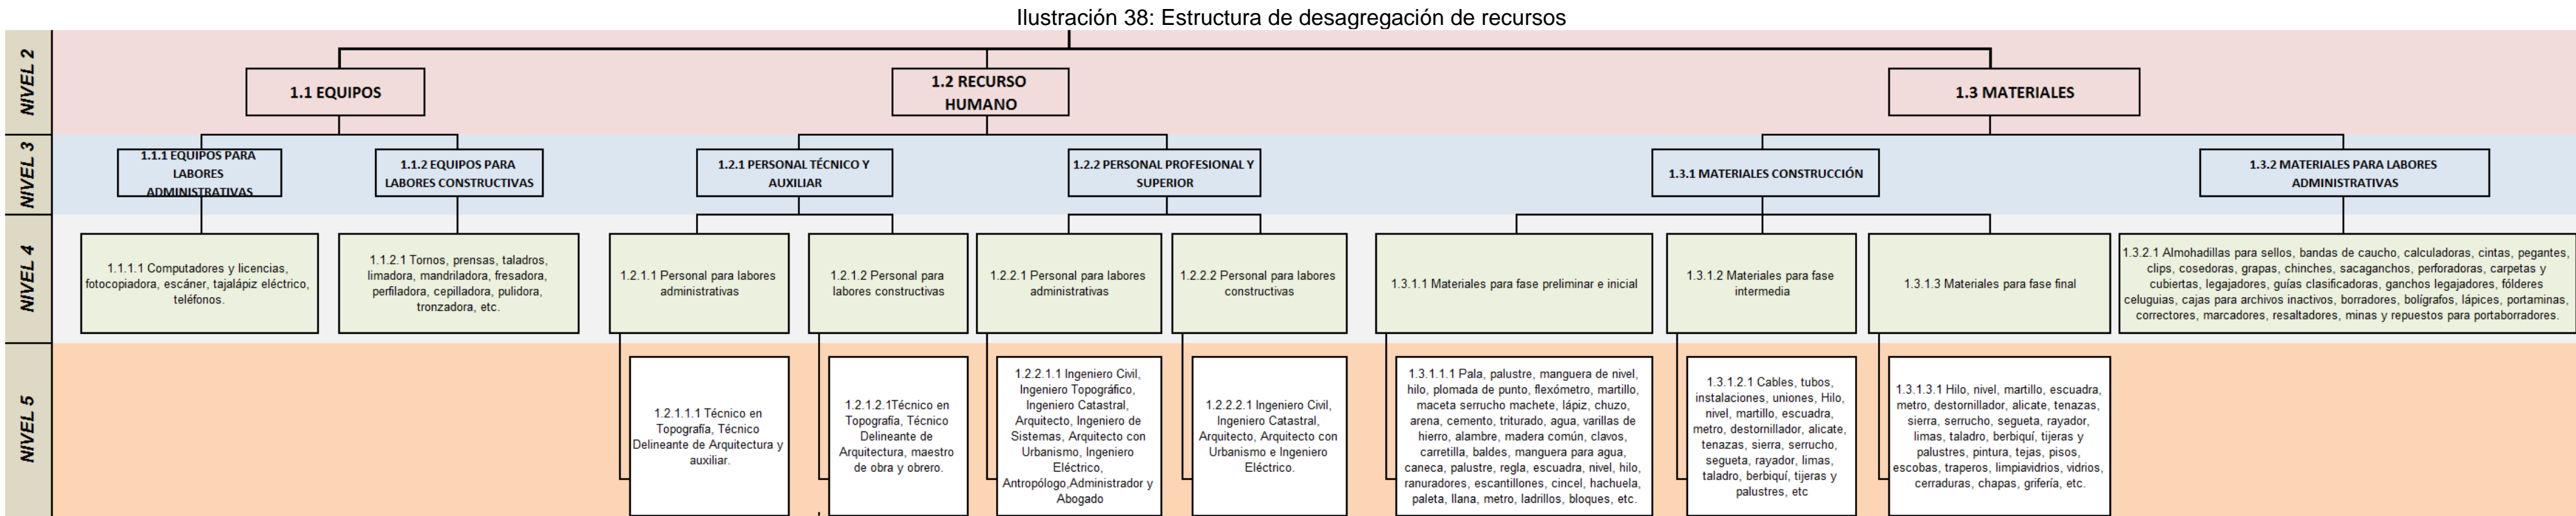 Ilustración 38: Estructura de desagregación de recursos
NIVEL 2
1.1 EQUIPOS
1.2 RECURSO
HUMANO
1.3 MATERIALES
NIVEL 3
1.1.1 EQUIPOS PARA
LABORES
ADMINISTRATIVAS
1.1.2 EQUIPOS PARA
LABORES CONSTRUCTIVAS
1.2.1 PERSONAL TÉCNICO Y
AUXILIAR
1.2.2 PERSONAL PROFESIONAL Y
SUPERIOR
1.3.1 MATERIALES CONSTRUCCIÓN
1.3.2 MATERIALES PARA LABORES
ADMINISTRATIVAS
NIVEL 4
1.1.1.1 Computadores y licencias,
fotocopiadora, escáner, tajalápiz eléctrico,
teléfonos.
1.1.2.1 Tornos, prensas, taladros,
limadora, mandriladora, fresadora,
perfiladora, cepilladora, pulidora,
tronzadora, etc.
1.2.1.1 Personal para labores
administrativas
1.2.1.2 Personal para
labores constructivas
1.2.2.1 Personal para labores
administrativas
1.2.2.2 Personal para labores
constructivas
1.3.1.1 Materiales para fase preliminar e inicial
1.3.1.2 Materiales para fase
intermedia
1.3.1.3 Materiales para fase final
1.3.2.1 Almohadillas para sellos, bandas de caucho, calculadoras, cintas, pegantes,
clips, cosedoras, grapas, chinches, sacaganchos, perforadoras, carpetas y
cubiertas, legajadores, guías clasificadoras, ganchos legajadores, fólderes
celuguias, cajas para archivos inactivos, borradores, bolígrafos, lápices, portaminas,
correctores, marcadores, resaltadores, minas y repuestos para portaborradores.
NIVEL 5
1.2.1.1.1 Técnico en
Topografía, Técnico
Delineante de Arquitectura y
auxiliar.
1.2.1.2.1Técnico en
Topografía, Técnico
Delineante de
Arquitectura, maestro
de obra y obrero.
1.2.2.1.1 Ingeniero Civil,
Ingeniero Topográfico,
Ingeniero Catastral,
Arquitecto, Ingeniero de
Sistemas, Arquitecto con
Urbanismo, Ingeniero
Eléctrico,
Antropólogo,Administrador y
Abogado
1.2.2.2.1 Ingeniero Civil,
Ingeniero Catastral,
Arquitecto, Arquitecto con
Urbanismo e Ingeniero
Eléctrico.
1.3.1.1.1 Pala, palustre, manguera de nivel,
hilo, plomada de punto, flexómetro, martillo,
maceta serrucho machete, lápiz, chuzo,
arena, cemento, triturado, agua, varillas de
hierro, alambre, madera común, clavos,
carretilla, baldes, manguera para agua,
caneca, palustre, regla, escuadra, nivel, hilo,
ranuradores, escantillones, cincel, hachuela,
paleta, llana, metro, ladrillos, bloques, etc.
1.3.1.2.1 Cables, tubos,
instalaciones, uniones, Hilo,
nivel, martillo, escuadra,
metro, destornillador, alicate,
tenazas, sierra, serrucho,
segueta, rayador, limas,
taladro, berbiquí, tijeras y
palustres, etc
1.3.1.3.1 Hilo, nivel, martillo, escuadra,
metro, destornillador, alicate, tenazas,
sierra, serrucho, segueta, rayador,
limas, taladro, berbiquí, tijeras y
palustres, pintura, tejas, pisos,
escobas, traperos, limpiavidrios, vidrios,
cerraduras, chapas, grifería, etc.